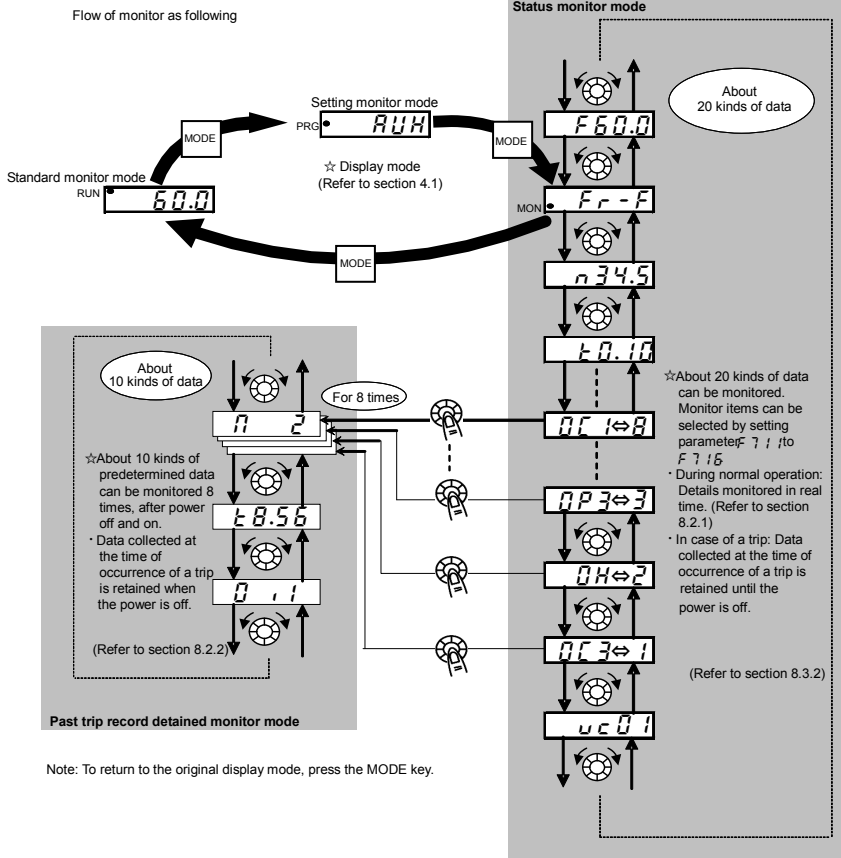 Flow of monitor as following
Status monitor mode
About
20 kinds of data
Setting monitor mode
PRG
AUH
MODE
MODE
☆ Display mode
(Refer to section 4.1)
Standard monitor mode
RUN
60.0
MODE
F60.0
MON
Fr-F
n34.5
t0.10
OC1⇔8
OP3⇔3
OH⇔2
OC3⇔1
uc01
☆About 20 kinds of data
can be monitored.
Monitor items can be
selected by setting
parameterF711to
F716
・During normal operation:
Details monitored in real
time. (Refer to section
8.2.1)
・In case of a trip: Data
collected at the time of
occurrence of a trip is
retained until the
power is off.
(Refer to section 8.3.2)
About
10 kinds of data
For 8 times
n 2
t8.56
☆About 10 kinds of
predetermined data
can be monitored 8
times, after power
off and on.
・Data collected at
the time of
occurrence of a trip
is retained when
the power is off.
(Refer to section 8.2.2)
Past trip record detained monitor mode
Note: To return to the original display mode, press the MODE key.